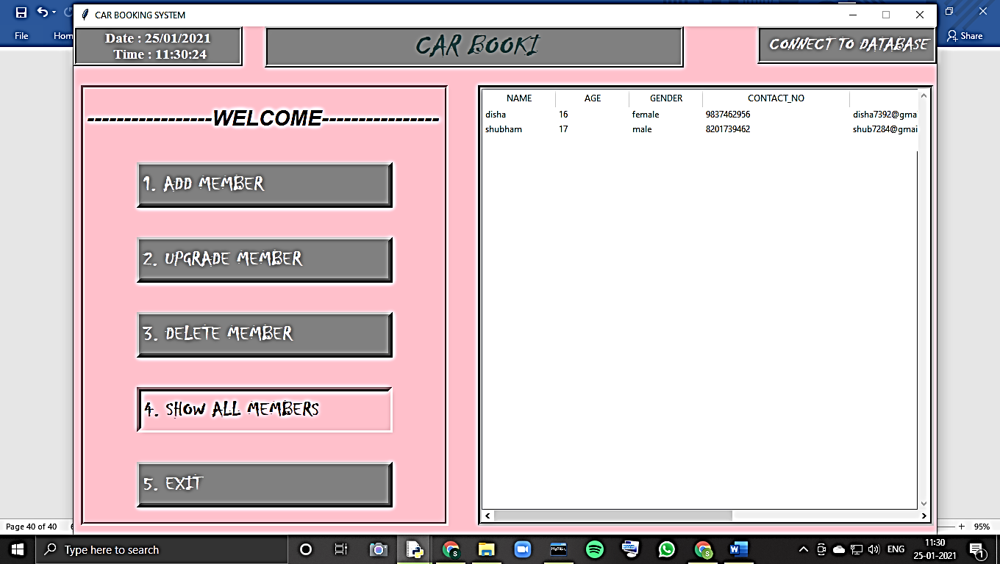 CAR BOOKING SYSTEM
File
Hom
Share
Date : 25/01/2021
Time : 11:30:24
CAR BOOKI
CONNECT TO DATABASE
-----------------WELCOME----------------
1. ADD MEMBER
2. UPGRADE MEMBER
3. DELETE MEMBER
4. SHOW ALL MEMBERS
5. EXIT
NAME AGE GENDER CONTACT_NO
disha 16 female 9837462956 disha7392@gma
shubham 17 male 8201739462 shub7284@gmai
Page 40 of 40
95%
Type here to search
MySQL
ENG
11:30
25-01-2021
1